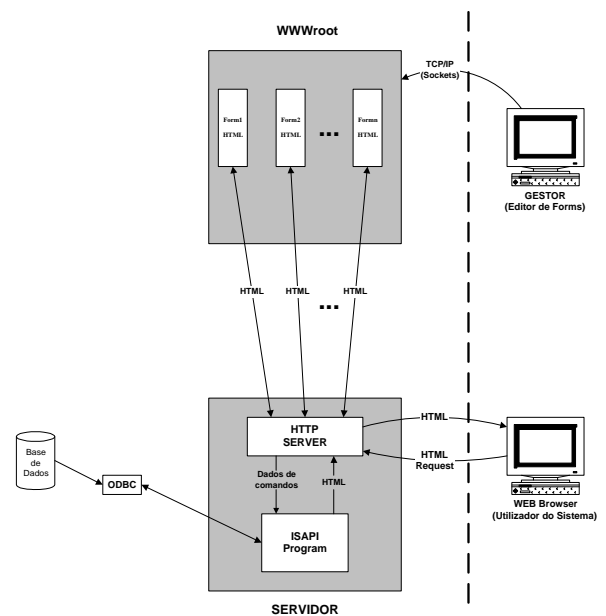 WWWroot
TCP/IP
(Sockets)
Form1
HTML
Form2
HTML
...
Formn
HTML
GESTOR
(Editor de Forms)
HTML
HTML
...
HTML
HTTP
SERVER
HTML
HTML
Request
Base
de
Dados
ODBC
Dados de
comandos
HTML
ISAPI
Program
WEB Browser
(Utilizador do Sistema)
SERVIDOR